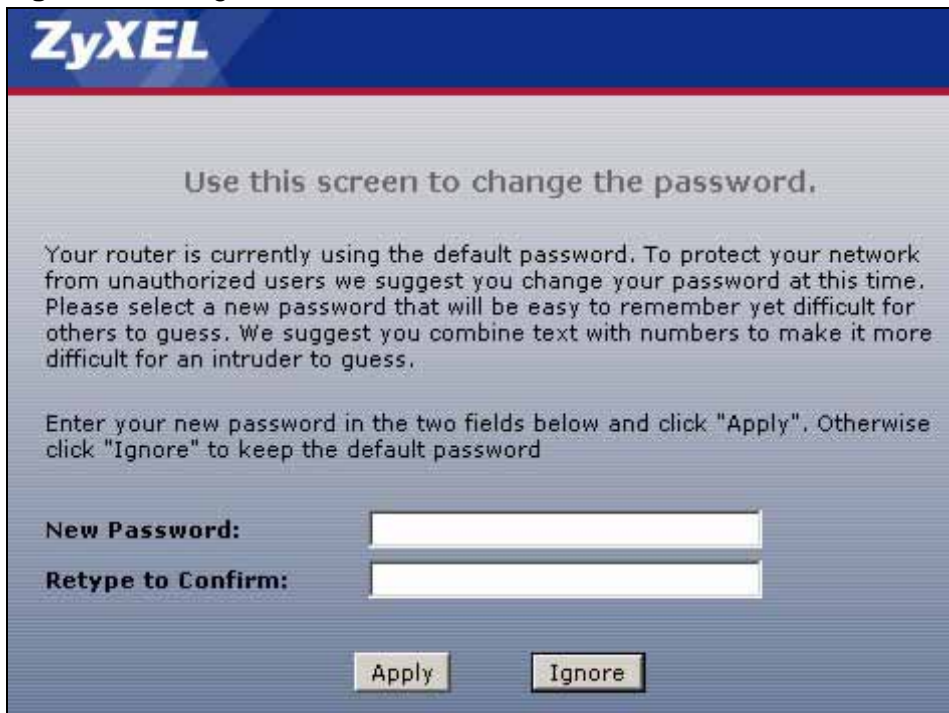 ZyXEL
Use this screen to change the password.
Your router is currently using the default password. To protect your network
from unauthorized users we suggest you change your password at this time.
Please select a new password that will be easy to remember yet difficult for
others to guess. We suggest you combine text with numbers to make it more
difficult for an intruder to guess.
Enter your new password in the two fields below and click "Apply". Otherwise
click "Ignore" to keep the default password
New Password:
Retype to Confirm:
Apply Ignore